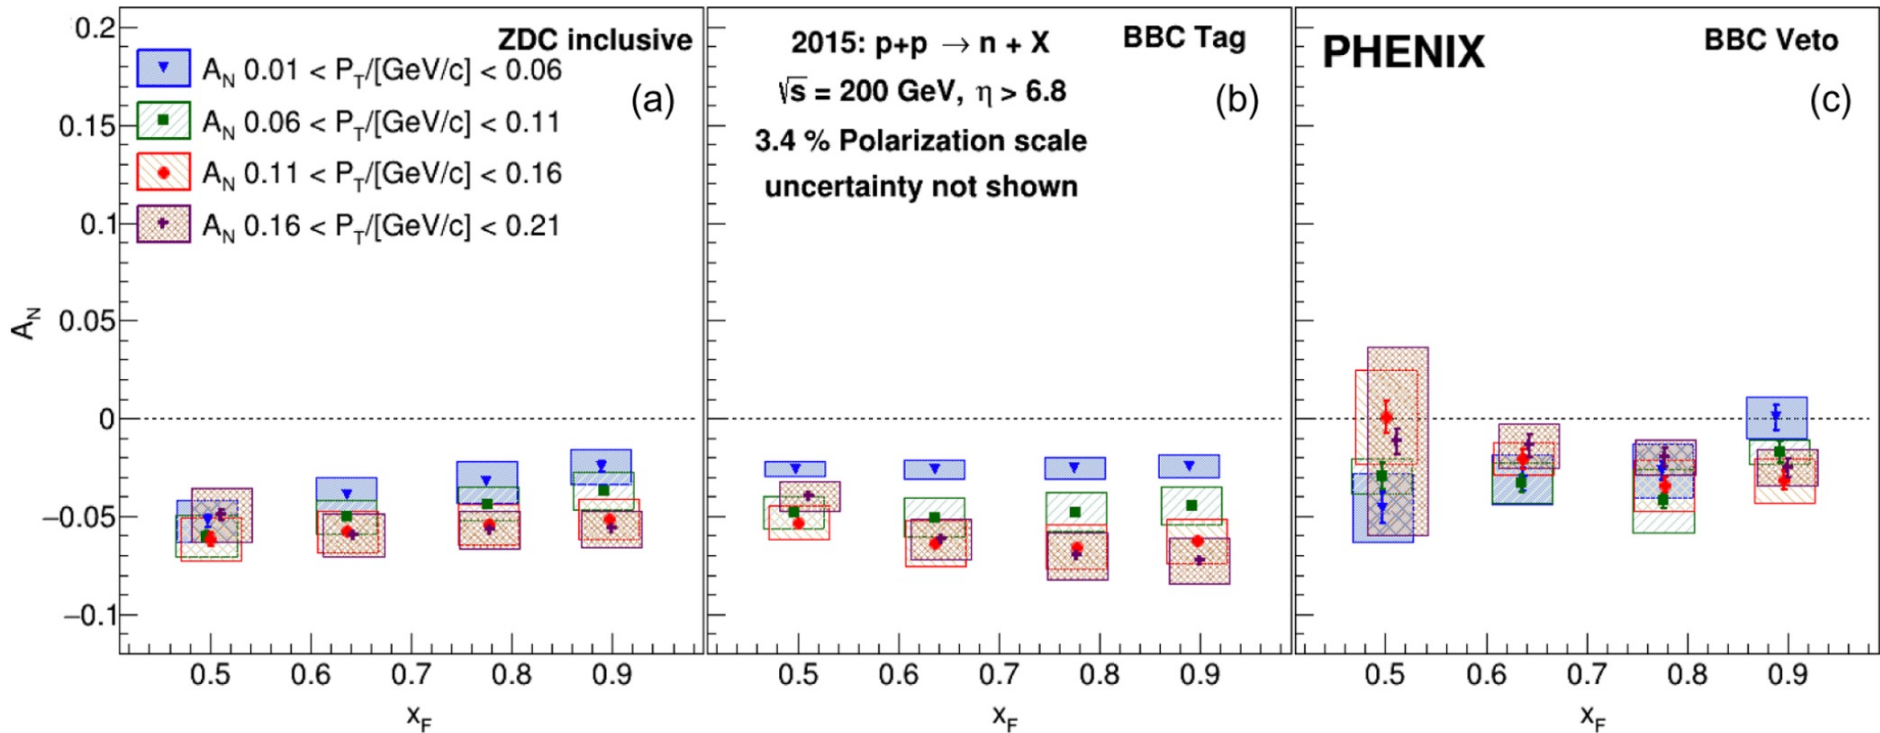 ZDC inclusive
A_N 0.01 < P_T/[GeV/c] < 0.06
A_N 0.06 < P_T/[GeV/c] < 0.11
A_N 0.11 < P_T/[GeV/c] < 0.16
A_N 0.16 < P_T/[GeV/c] < 0.21
(a)
2015: p+p → n + X
√s = 200 GeV, η > 6.8
3.4 % Polarization scale
uncertainty not shown
BBC Tag
(b)
PHENIX
BBC Veto
(c)
A_N
0.2
0.15
0.1
0.05
0
−0.05
−0.1
0.5 0.6 0.7 0.8 0.9
x_F
0.5 0.6 0.7 0.8 0.9
x_F
0.5 0.6 0.7 0.8 0.9
x_F